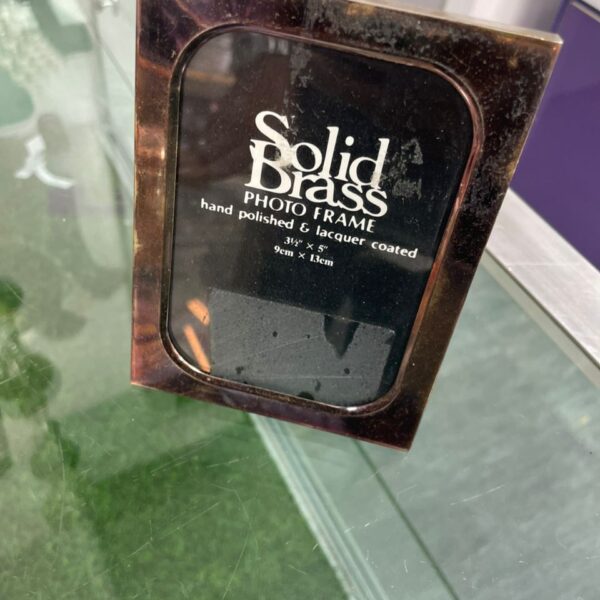 Solid
Brass
PHOTO FRAME
hand polished & lacquer coated
3½" × 5"
9cm × 13cm